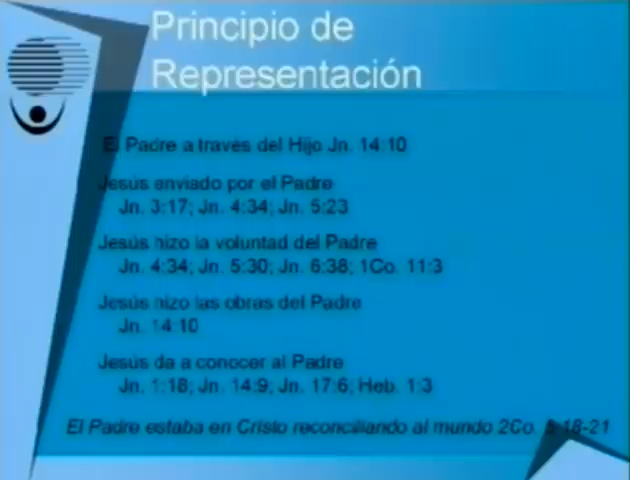 Principio de
Representación
El Padre a través del Hijo Jn. 14:10
Jesús enviado por el Padre
Jn. 3:17; Jn. 4:34; Jn. 5:23
Jesús hizo la voluntad del Padre
Jn. 4:34; Jn. 5:30; Jn. 6:38; 1Co. 11:3
Jesús hizo las obras del Padre
Jn. 14:10
Jesús da a conocer al Padre
Jn. 1:18; Jn. 14:9; Jn. 17:6; Heb. 1:3
El Padre estaba en Cristo reconciliando al mundo 2Co. 5:18-21